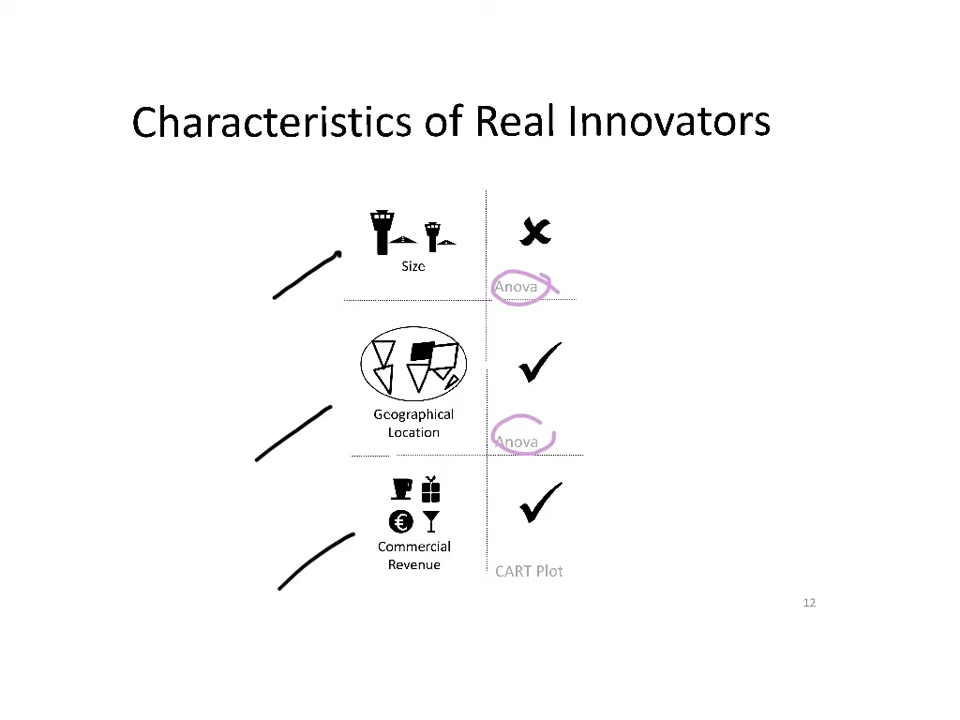 Characteristics of Real Innovators
Size
Anova
Geographical
Location
Anova
€
Commercial
Revenue
CART Plot
12